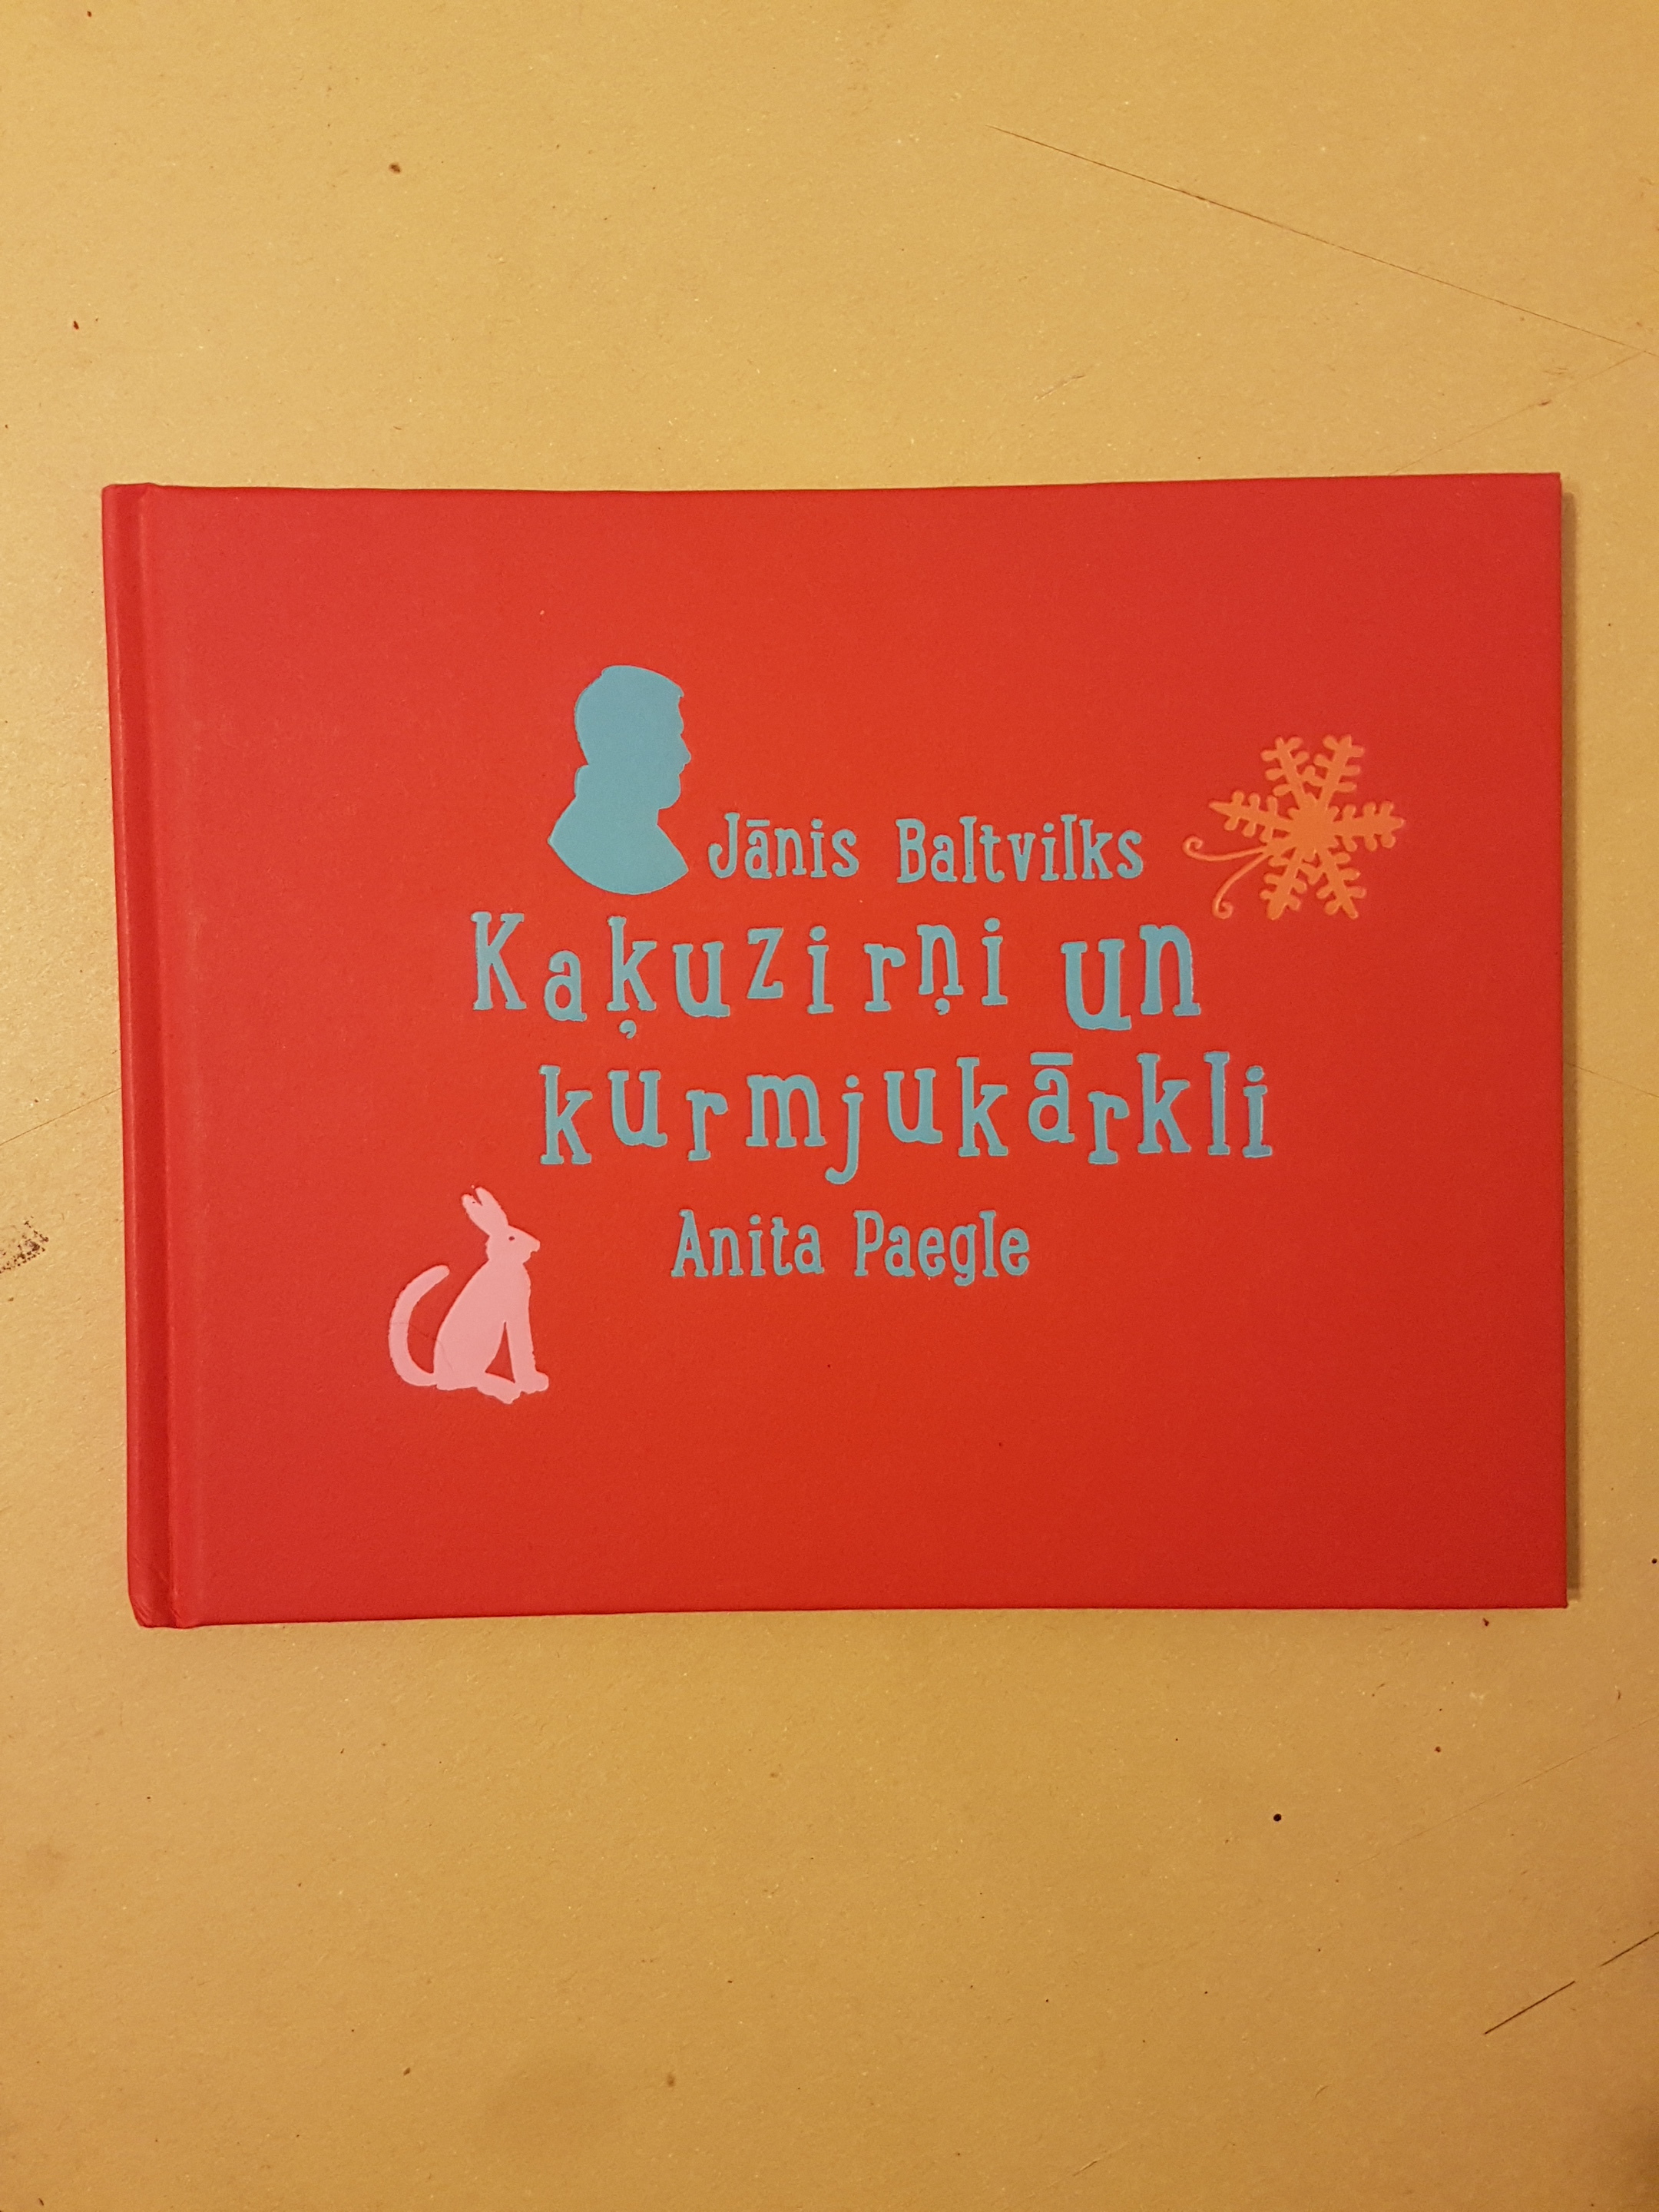 Jānis Baltvilks
Kaķuzirņi un
kurmjukārkli
Anita Paegle